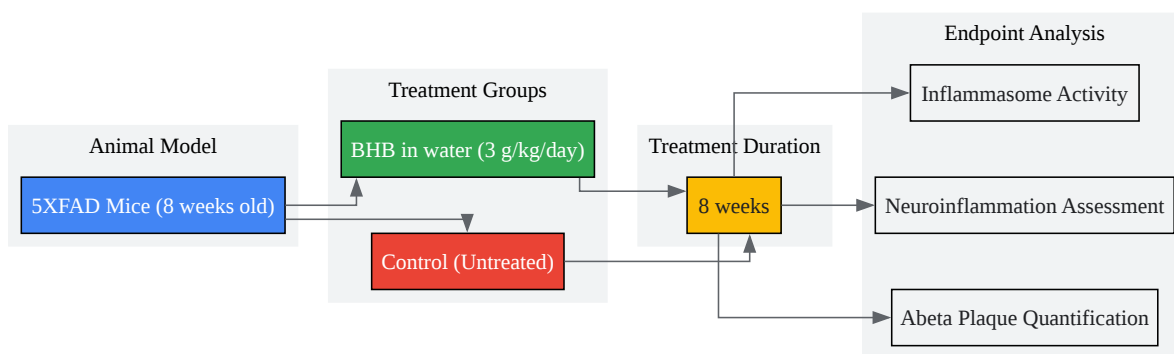 Animal Model
5XFAD Mice (8 weeks old)
Treatment Groups
BHB in water (3 g/kg/day)
Control (Untreated)
Treatment Duration
8 weeks
Endpoint Analysis
Inflammasome Activity
Neuroinflammation Assessment
Abeta Plaque Quantification